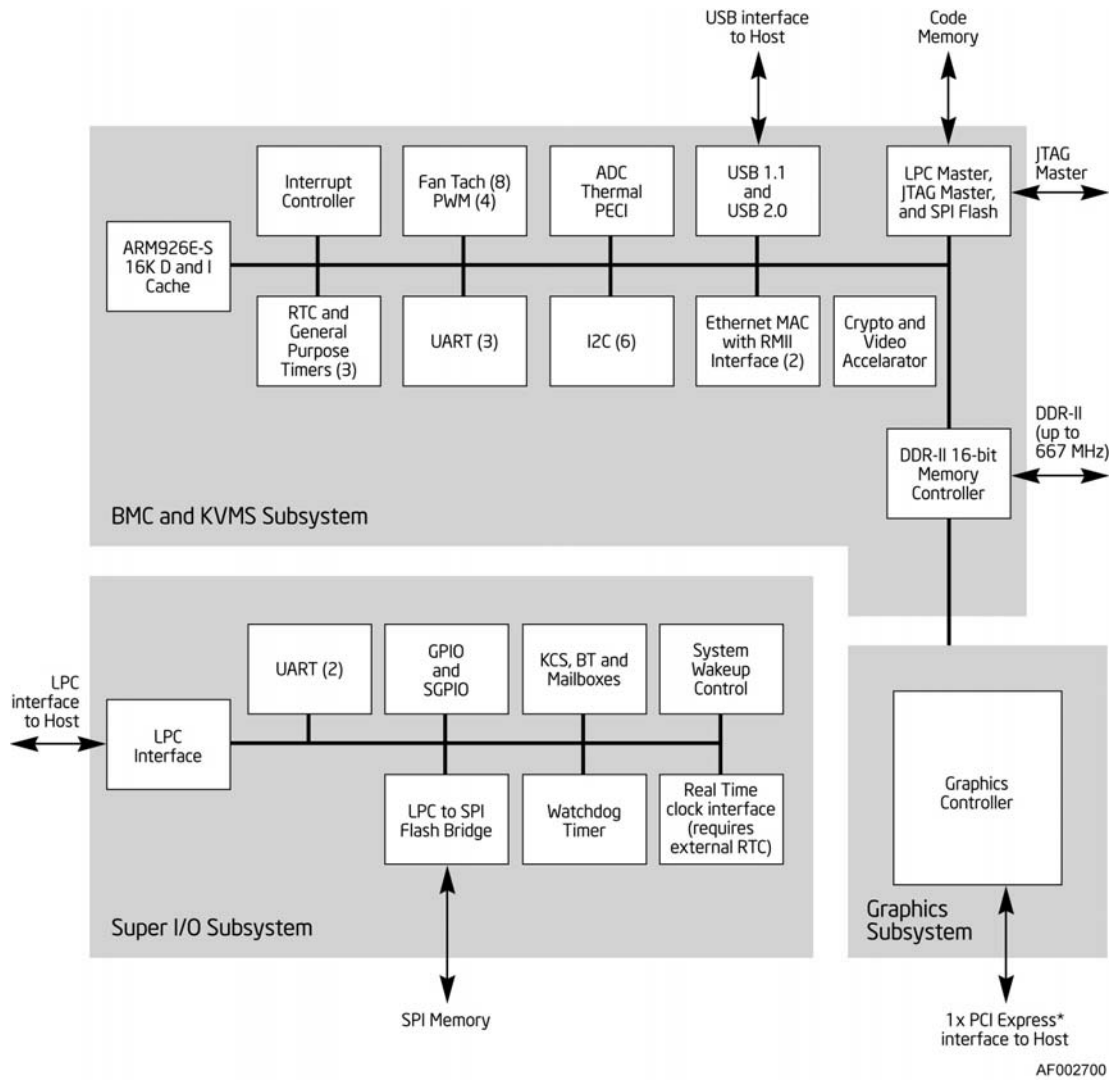 USB interface
to Host
Code
Memory
JTAG
Master
Interrupt
Controller
Fan Tach (8)
PWM (4)
ADC
Thermal
PECI
USB 1.1
and
USB 2.0
LPC Master,
JTAG Master,
and SPI Flash
ARM926E-S
16K D and I
Cache
RTC and
General
Purpose
Timers (3)
UART (3)
I2C (6)
Ethernet MAC
with RMII
Interface (2)
Crypto and
Video
Accelarator
DDR-II
(up to
667 MHz)
DDR-II 16-bit
Memory
Controller
BMC and KVMS Subsystem
LPC
interface
to Host
UART (2)
GPIO
and
SGPIO
KCS, BT and
Mailboxes
System
Wakeup
Control
LPC
Interface
LPC to SPI
Flash Bridge
Watchdog
Timer
Real Time
clock interface
(requires
external RTC)
Super I/O Subsystem
SPI Memory
Graphics
Controller
Graphics
Subsystem
1x PCI Express*
interface to Host
AF002700